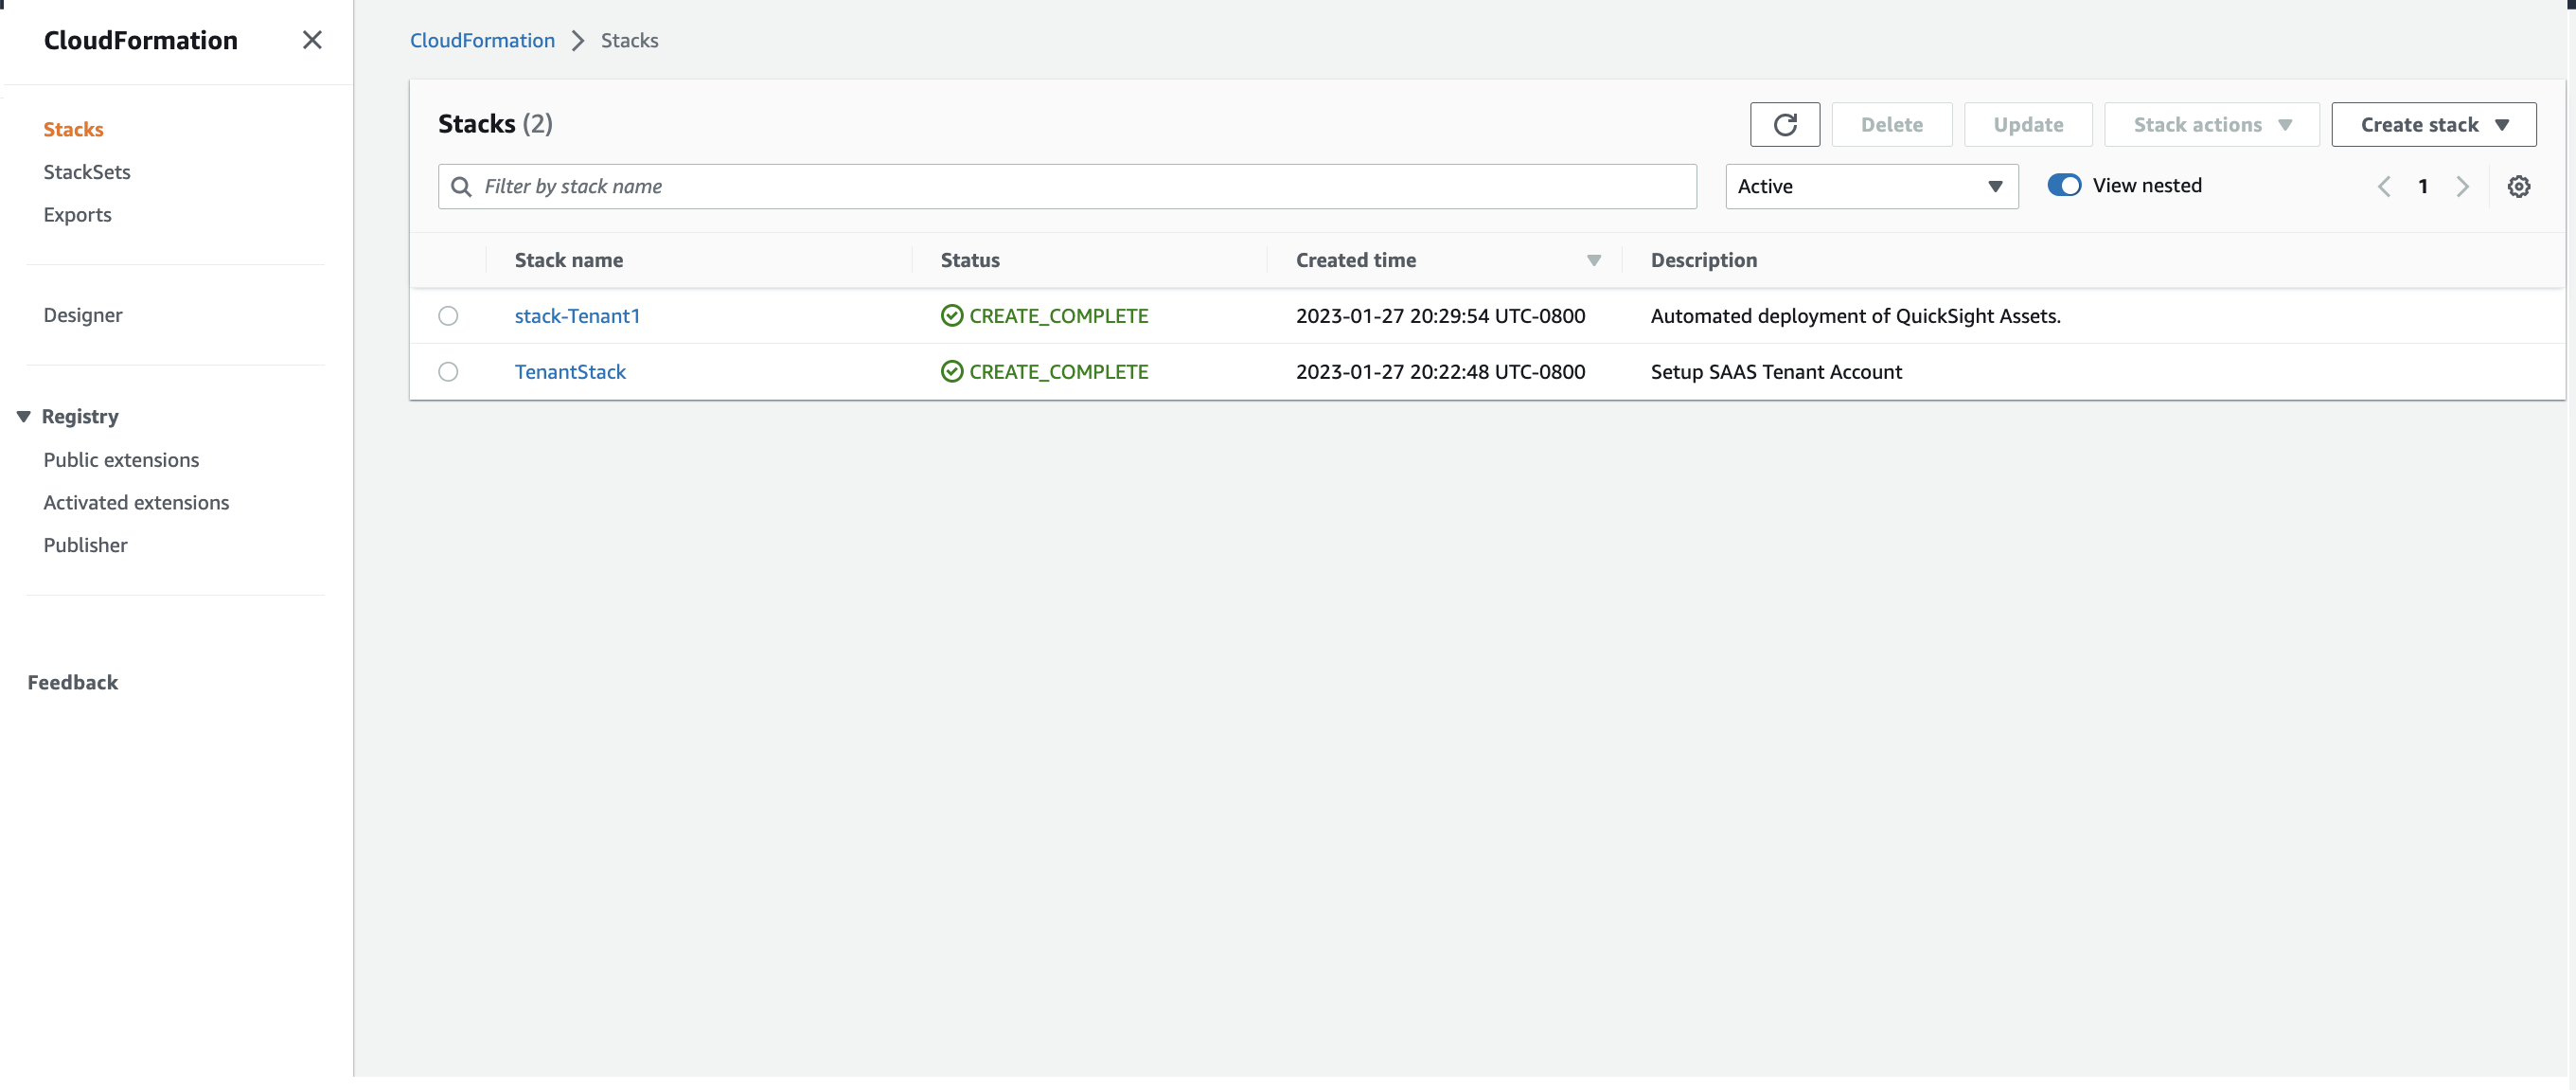 CloudFormation
Stacks
StackSets
Exports
Designer
Registry
Public extensions
Activated extensions
Publisher
Feedback
CloudFormation Stacks
Stacks (2)
Delete Update Stack actions Create stack
Filter by stack name Active View nested 1
Stack name Status Created time Description
stack-Tenant1 CREATE_COMPLETE 2023-01-27 20:29:54 UTC-0800 Automated deployment of QuickSight Assets.
TenantStack CREATE_COMPLETE 2023-01-27 20:22:48 UTC-0800 Setup SAAS Tenant Account